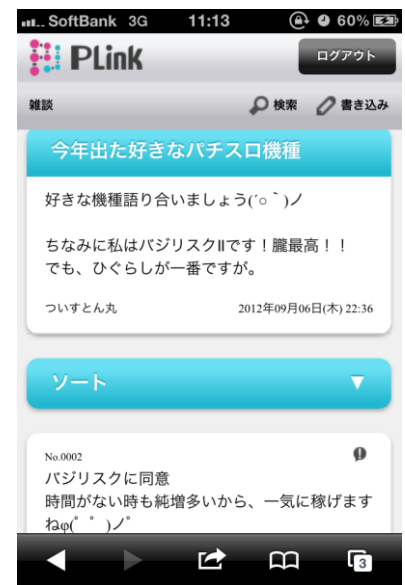 SoftBank 3G 11:13 60%
PLink
ログアウト
雑談 検索 書き込み
今年出た好きなパチスロ機種
好きな機種語り合いましょう(´○｀)ノ
ちなみに私はバジリスクⅡです！朧最高！！
でも、ひぐらしが一番ですが。
ついすとん丸 2012年09月06日(木) 22:36
ソート ▼
No.0002
バジリスクに同意
時間がない時も純増多いから、一気に稼げます
ねφ(゜゜)ノ゜
3